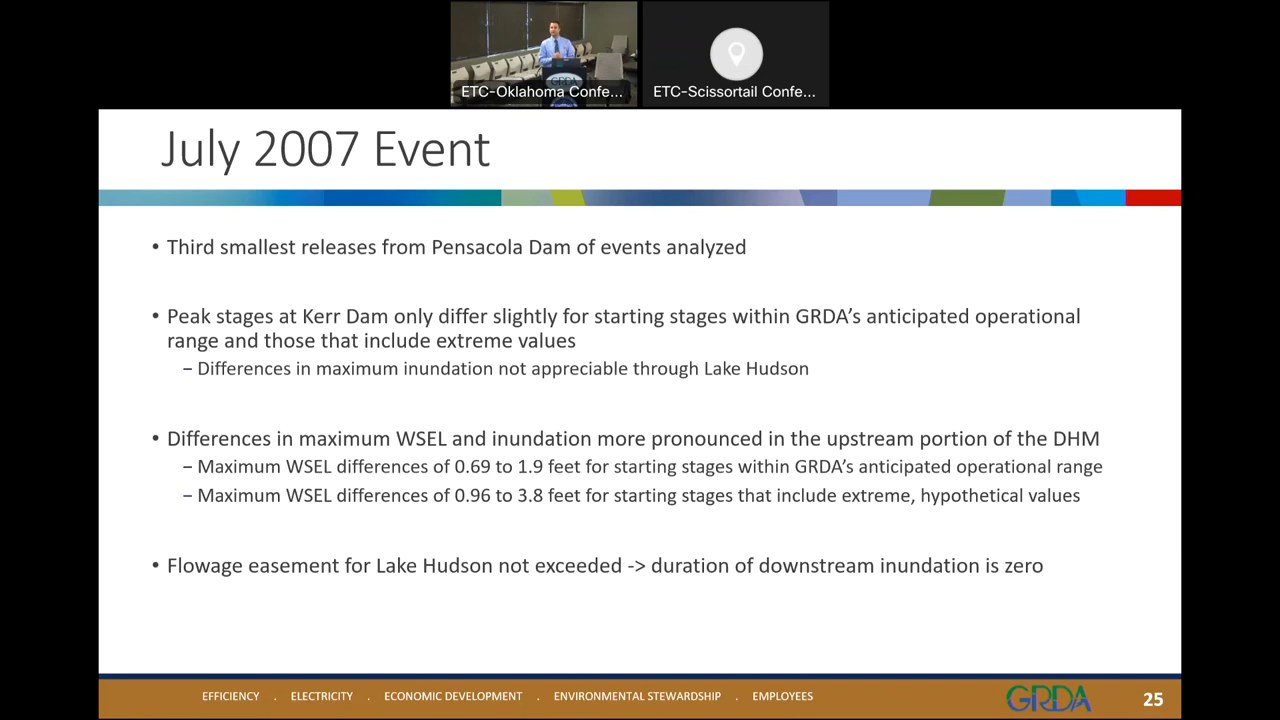 ETC-Oklahoma Confe...
ETC-Scissortail Confe...
GRDA
July 2007 Event
• Third smallest releases from Pensacola Dam of events analyzed
• Peak stages at Kerr Dam only differ slightly for starting stages within GRDA’s anticipated operational
range and those that include extreme values
– Differences in maximum inundation not appreciable through Lake Hudson
• Differences in maximum WSEL and inundation more pronounced in the upstream portion of the DHM
– Maximum WSEL differences of 0.69 to 1.9 feet for starting stages within GRDA’s anticipated operational range
– Maximum WSEL differences of 0.96 to 3.8 feet for starting stages that include extreme, hypothetical values
• Flowage easement for Lake Hudson not exceeded -> duration of downstream inundation is zero
EFFICIENCY . ELECTRICITY . ECONOMIC DEVELOPMENT . ENVIRONMENTAL STEWARDSHIP . EMPLOYEES
GRDA
25